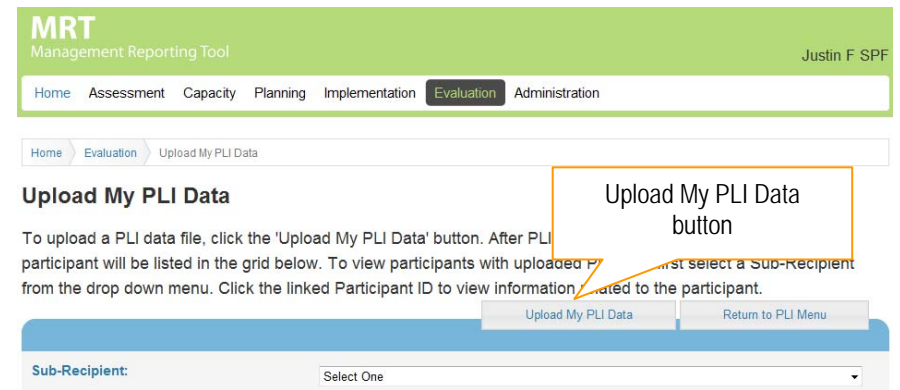 MRT
Management Reporting Tool
Justin F SPF
Home Assessment Capacity Planning Implementation Evaluation Administration
Home Evaluation Upload My PLI Data
Upload My PLI Data
Upload My PLI Data
button
To upload a PLI data file, click the 'Upload My PLI Data' button. After PLI
participant will be listed in the grid below. To view participants with uploaded first select a Sub-Recipient
from the drop down menu. Click the linked Participant ID to view information related to the participant.
Upload My PLI Data Return to PLI Menu
Sub-Recipient: Select One